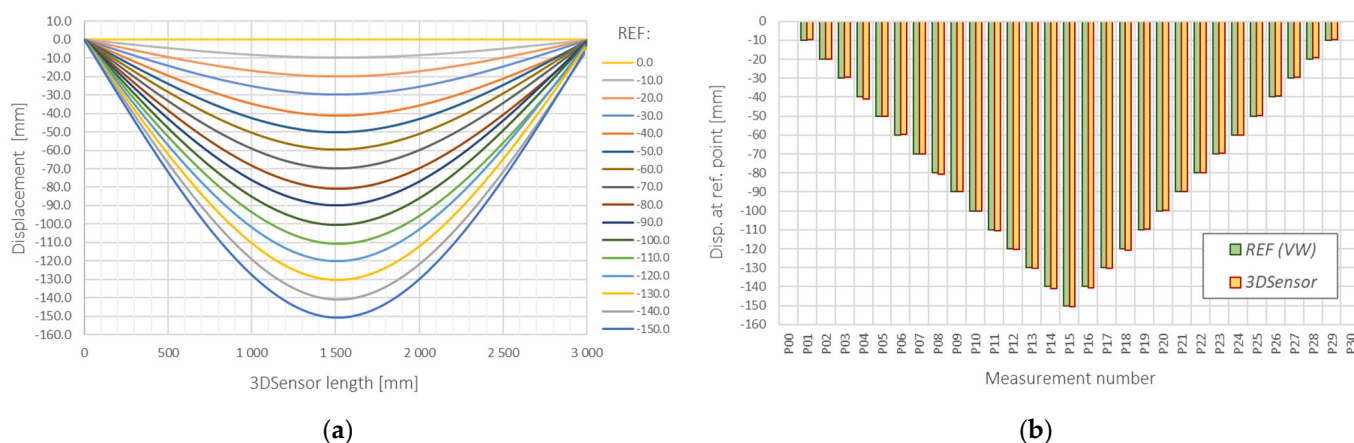 10.0
0.0
-10.0
-20.0
-30.0
-40.0
-50.0
-60.0
-70.0
-80.0
-90.0
-100.0
-110.0
-120.0
-130.0
-140.0
-150.0
-160.0
Displacement [mm]
0
500
1 000
1 500
2 000
2 500
3 000
3DSensor length [mm]
REF:
0.0
-10.0
-20.0
-30.0
-40.0
-50.0
-60.0
-70.0
-80.0
-90.0
-100.0
-110.0
-120.0
-130.0
-140.0
-150.0
(a)
0
-10
-20
-30
-40
-50
-60
-70
-80
-90
-100
-110
-120
-130
-140
-150
-160
Disp. at ref. point [mm]
REF (VW)
3DSensor
P00
P01
P02
P03
P04
P05
P06
P07
P08
P09
P10
P11
P12
P13
P14
P15
P16
P17
P18
P19
P20
P21
P22
P23
P24
P25
P26
P27
P28
P29
P30
Measurement number
(b)